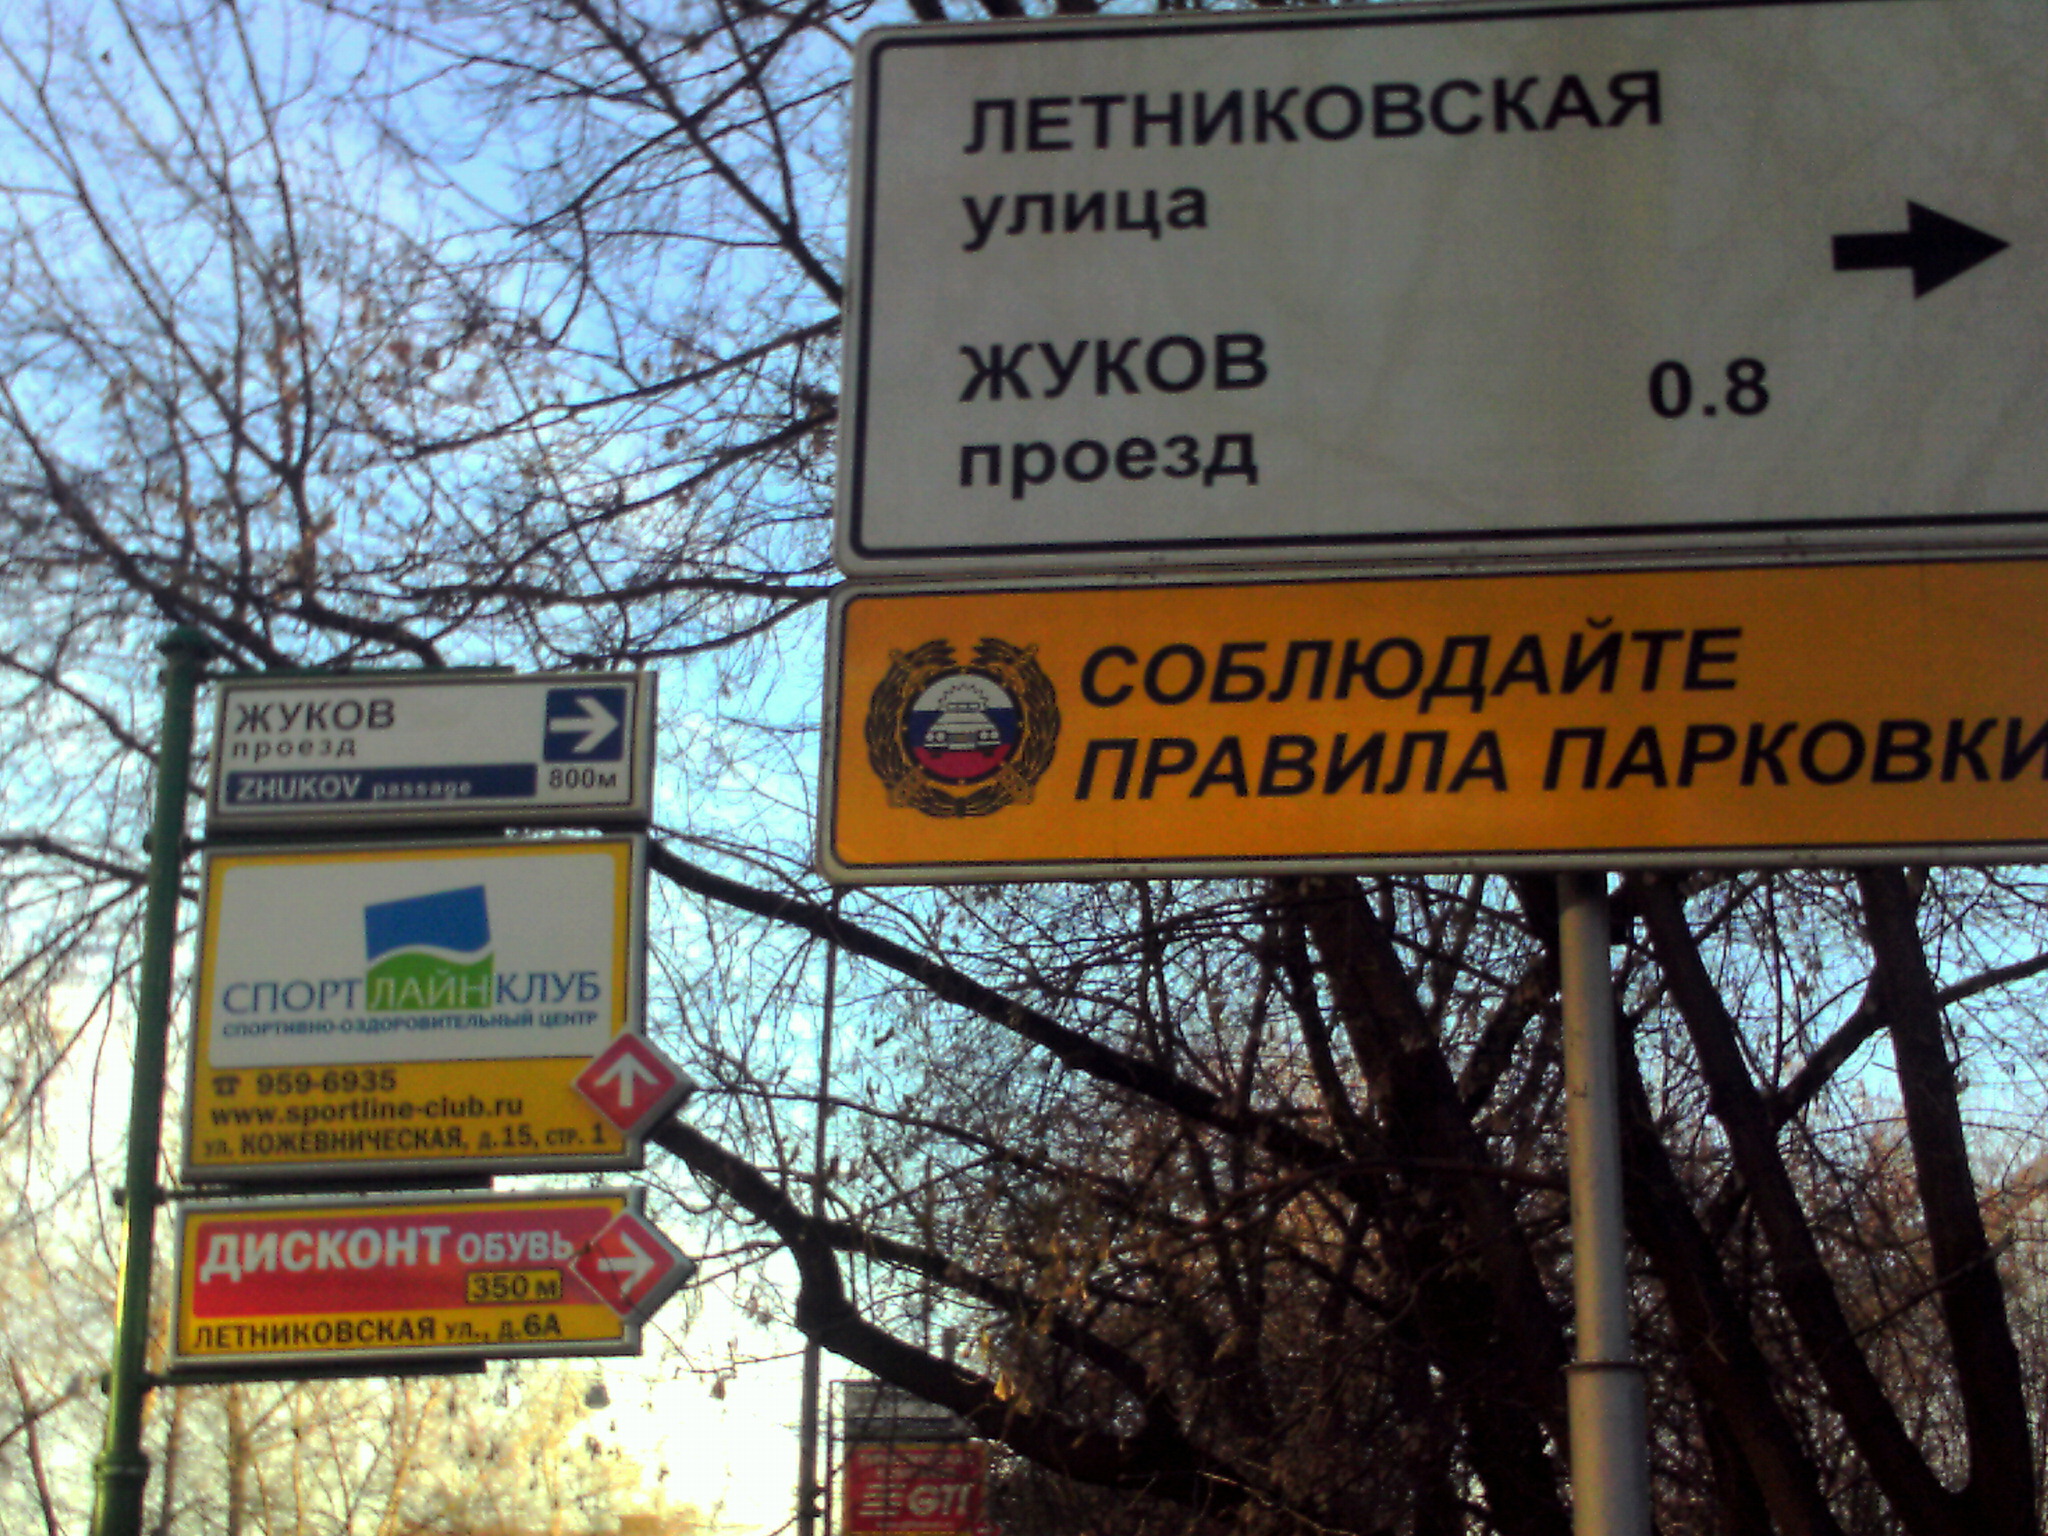 ЛЕТНИКОВСКАЯ
улица
ЖУКОВ
проезд
0.8
СОБЛЮДАЙТЕ
ПРАВИЛА ПАРКОВКИ
ЖУКОВ
проезд
ZHUKOV passage
800м
СПОРТЛАЙНКЛУБ
СПОРТИВНО-ОЗДОРОВИТЕЛЬНЫЙ ЦЕНТР
☎ 959-6935
www.sportline-club.ru
ул. КОЖЕВНИЧЕСКАЯ, д.15, стр. 1
ДИСКОНТ ОБУВЬ
350 м
ЛЕТНИКОВСКАЯ ул., д.6А